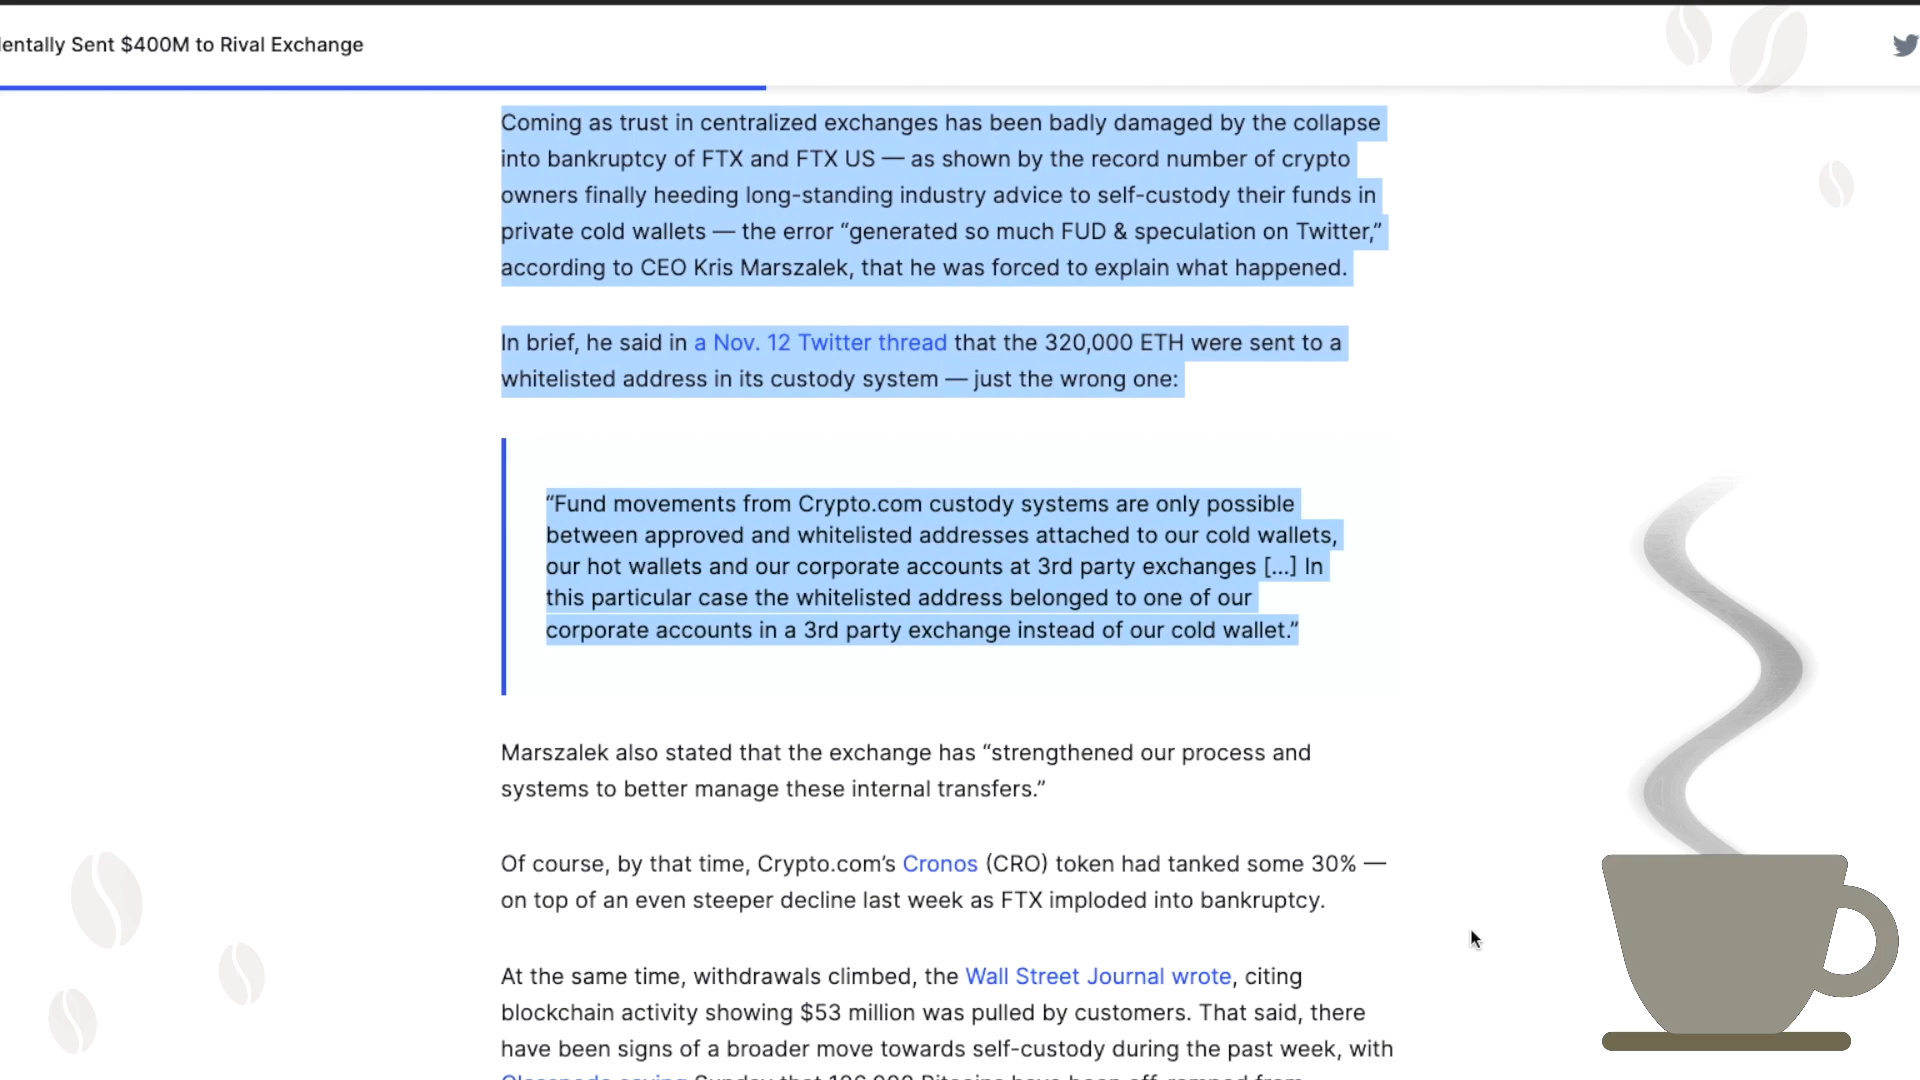 entally Sent $400M to Rival Exchange
Coming as trust in centralized exchanges has been badly damaged by the collapse
into bankruptcy of FTX and FTX US — as shown by the record number of crypto
owners finally heeding long-standing industry advice to self-custody their funds in
private cold wallets — the error “generated so much FUD & speculation on Twitter,”
according to CEO Kris Marszalek, that he was forced to explain what happened.
In brief, he said in a Nov. 12 Twitter thread that the 320,000 ETH were sent to a
whitelisted address in its custody system — just the wrong one:
“Fund movements from Crypto.com custody systems are only possible
between approved and whitelisted addresses attached to our cold wallets,
our hot wallets and our corporate accounts at 3rd party exchanges [...] In
this particular case the whitelisted address belonged to one of our
corporate accounts in a 3rd party exchange instead of our cold wallet.”
Marszalek also stated that the exchange has “strengthened our process and
systems to better manage these internal transfers.”
Of course, by that time, Crypto.com’s Cronos (CRO) token had tanked some 30% —
on top of an even steeper decline last week as FTX imploded into bankruptcy.
At the same time, withdrawals climbed, the Wall Street Journal wrote, citing
blockchain activity showing $53 million was pulled by customers. That said, there
have been signs of a broader move towards self-custody during the past week, with